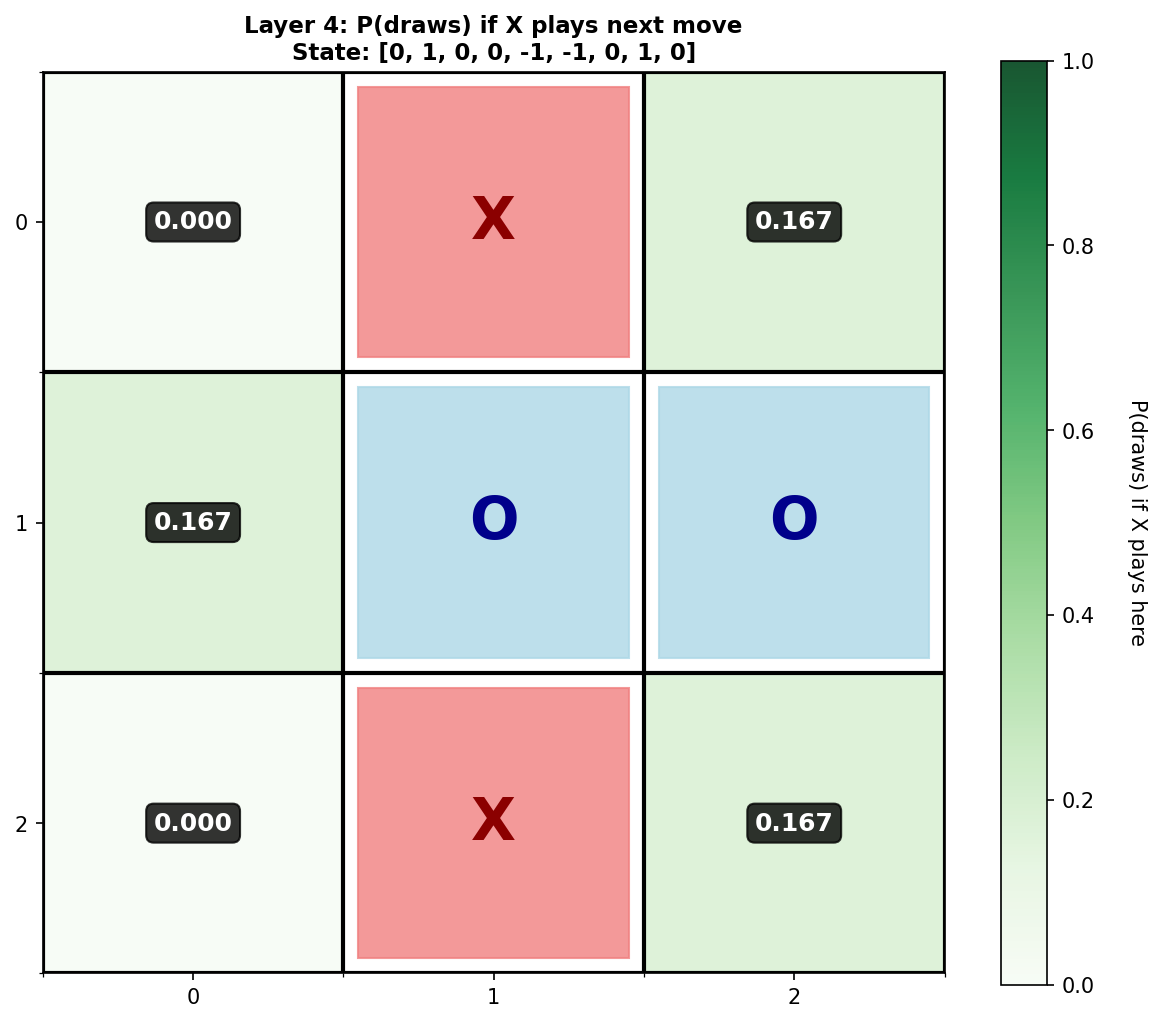 Layer 4: P(draws) if X plays next move
State: [0, 1, 0, 0, -1, -1, 0, 1, 0]
0.000
X
0.167
0.167
O
O
0.000
X
0.167
0
1
2
0
1
2
1.0
0.8
0.6
0.4
0.2
0.0
P(draws) if X plays here